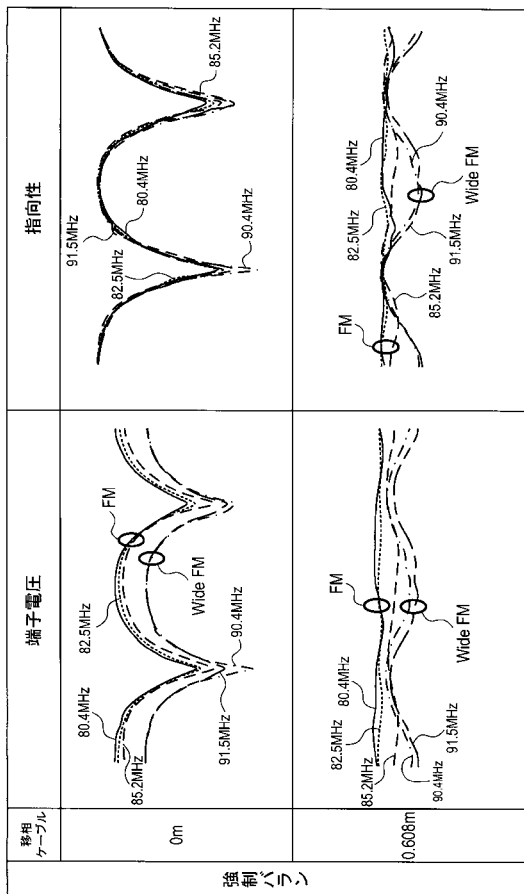 強制バラン
移相
ケーブル
端子電圧
指向性
0m
80.4MHz
82.5MHz
85.2MHz
FM
Wide FM
90.4MHz
91.5MHz
91.5MHz
80.4MHz
82.5MHz
90.4MHz
85.2MHz
0.608m
80.4MHz
82.5MHz
85.2MHz
90.4MHz
91.5MHz
FM
Wide FM
FM
85.2MHz
82.5MHz
80.4MHz
91.5MHz
Wide FM
90.4MHz